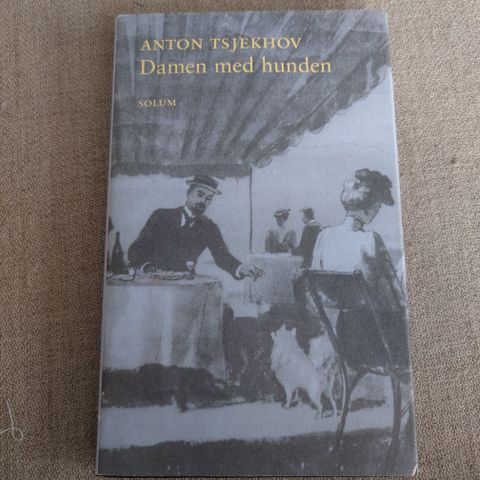 ANTON TSJEKHOV
Damen med hunden
SOLUM